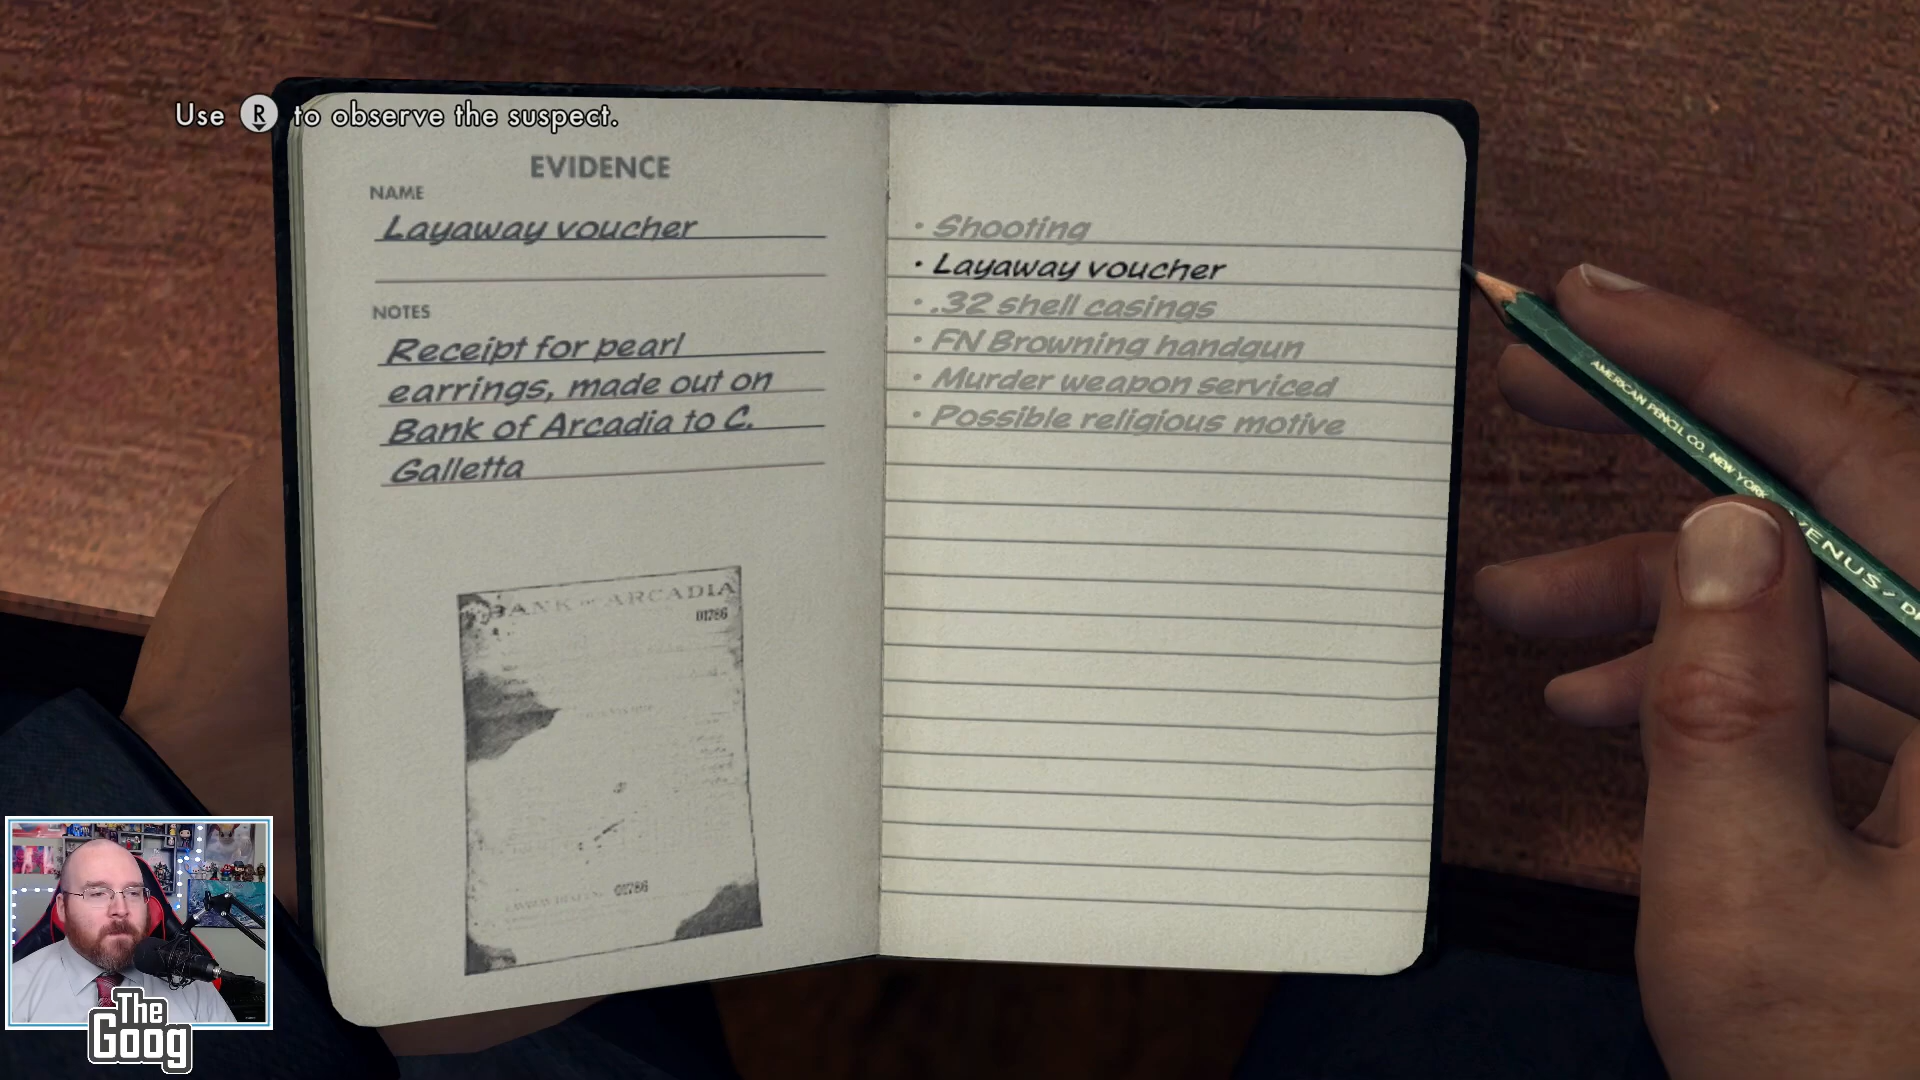 Use R to observe the suspect.
EVIDENCE
NAME
Layaway voucher
NOTES
Receipt for pearl
earrings, made out on
Bank of Arcadia to C.
Galletta
BANK OF ARCADIA
01786
01786
• Shooting
• Layaway voucher
• .32 shell casings
• FN Browning handgun
• Murder weapon serviced
• Possible religious motive
AMERICAN PENCIL CO. NEW YORK VENUS
The
Goog